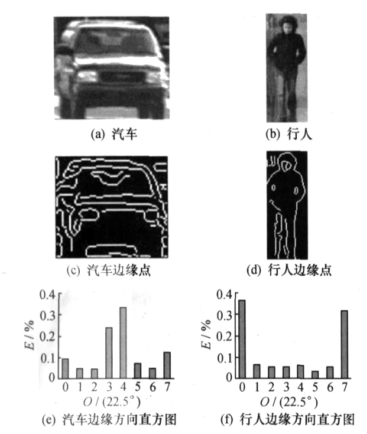 (a) 汽车
(b) 行人
(c) 汽车边缘点
(d) 行人边缘点
E / %
0.4
0.3
0.2
0.1
0
0 1 2 3 4 5 6 7
O / (22.5°)
(e) 汽车边缘方向直方图
E / %
0.4
0.3
0.2
0.1
0
0 1 2 3 4 5 6 7
O / (22.5°)
(f) 行人边缘方向直方图